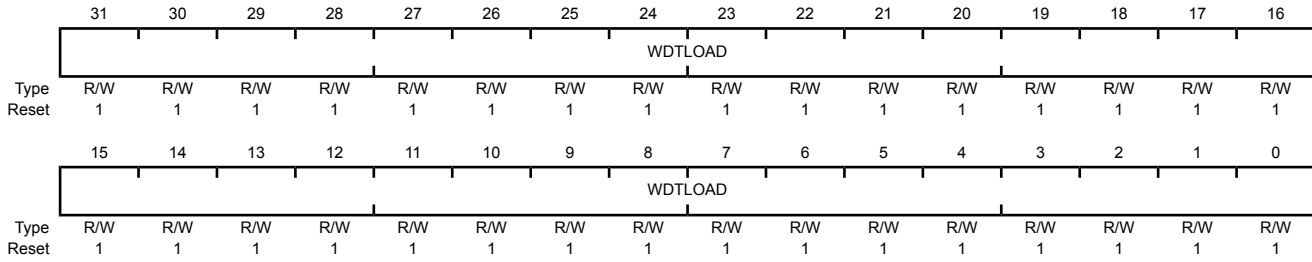 31 30 29 28 27 26 25 24 23 22 21 20 19 18 17 16
WDTLOAD
Type R/W R/W R/W R/W R/W R/W R/W R/W R/W R/W R/W R/W R/W R/W R/W R/W
Reset 1 1 1 1 1 1 1 1 1 1 1 1 1 1 1 1
15 14 13 12 11 10 9 8 7 6 5 4 3 2 1 0
WDTLOAD
Type R/W R/W R/W R/W R/W R/W R/W R/W R/W R/W R/W R/W R/W R/W R/W R/W
Reset 1 1 1 1 1 1 1 1 1 1 1 1 1 1 1 1